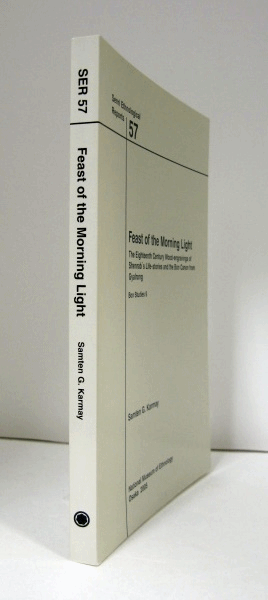 SER 57
Feast of the Morning Light
Samten G. Karmay
Senri Ethnological
Reports
57
Feast of the Morning Light
The Eighteenth Century Wood-engravings of
Shenrab's Life-stories and the Bon Canon from
Gyalrong
Bon Studies 9
Samten G. Karmay
National Museum of Ethnology
Osaka 2005